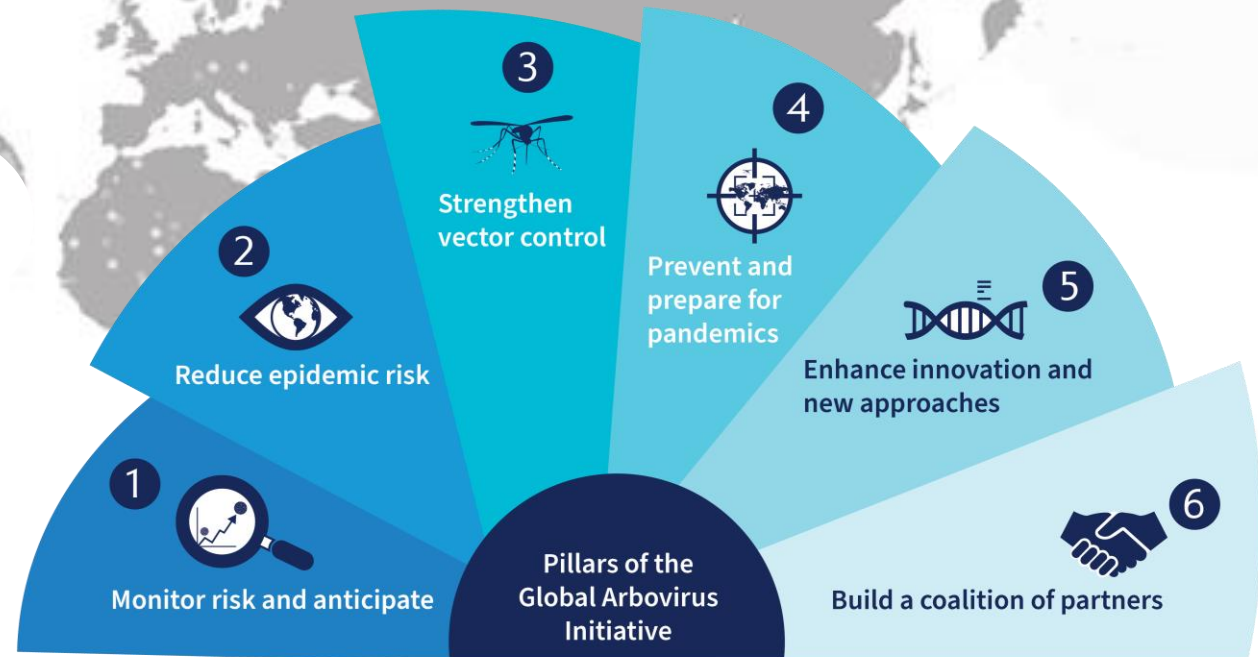 1
Monitor risk and anticipate
2
Reduce epidemic risk
3
Strengthen
vector control
4
Prevent and
prepare for
pandemics
5
Enhance innovation and
new approaches
6
Build a coalition of partners
Pillars of the
Global Arbovirus
Initiative